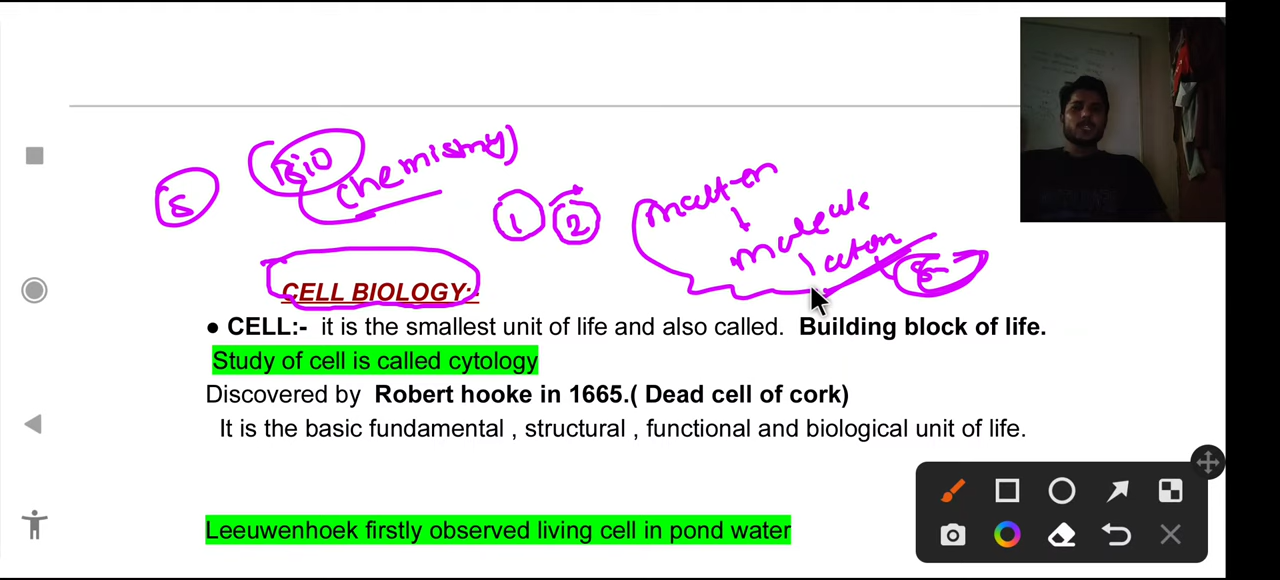 (Bio
Chemistry)
1 2
molecule
CELL BIOLOGY:-
● CELL:- it is the smallest unit of life and also called. Building block of life.
Study of cell is called cytology
Discovered by Robert hooke in 1665.( Dead cell of cork)
It is the basic fundamental , structural , functional and biological unit of life.
Leeuwenhoek firstly observed living cell in pond water